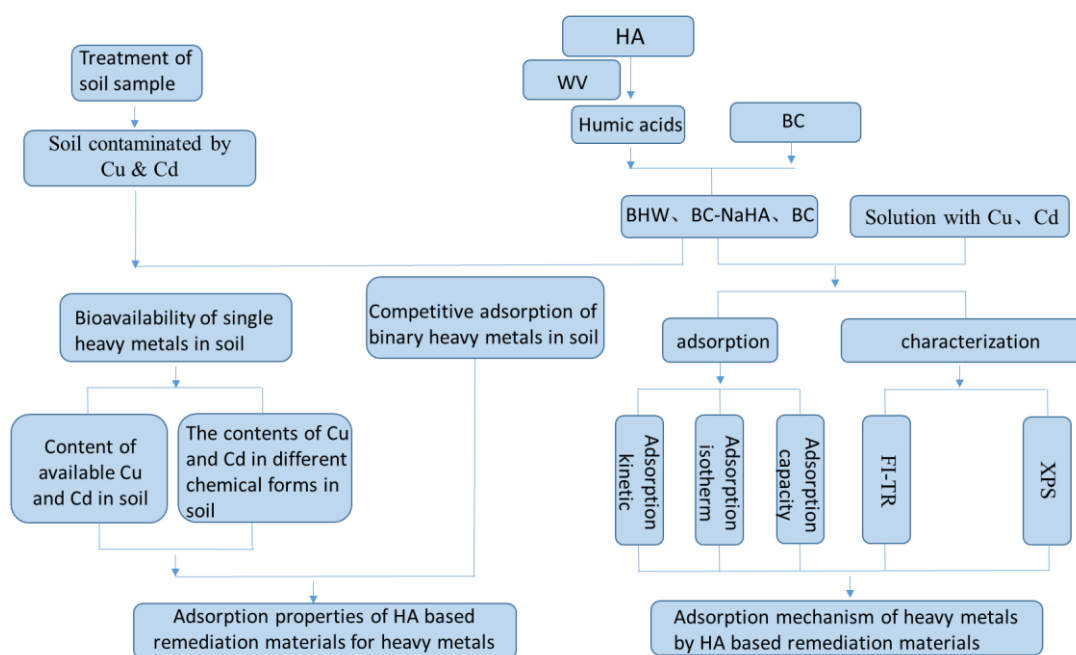 HA
Treatment of
soil sample
WV
Humic acids
BC
Soil contaminated by
Cu & Cd
BHW、BC-NaHA、BC
Solution with Cu、Cd
Bioavailability of single
heavy metals in soil
Competitive adsorption of
binary heavy metals in soil
adsorption
characterization
Content of
available Cu
and Cd in soil
The contents of Cu
and Cd in different
chemical forms in
soil
Adsorption
kinetic
Adsorption
isotherm
Adsorption
capacity
FI-TR
XPS
Adsorption properties of HA based
remediation materials for heavy metals
Adsorption mechanism of heavy metals
by HA based remediation materials